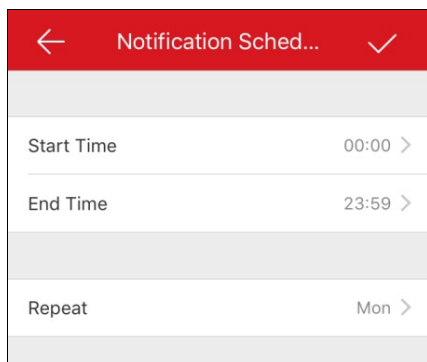 Notification Sched...
Start Time 00:00
End Time 23:59
Repeat Mon